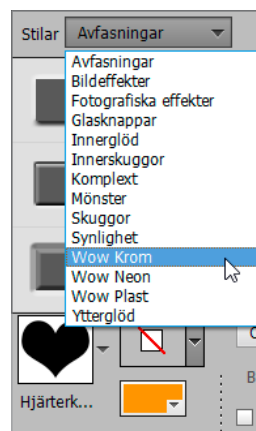 Stilar Avfasningar
Avfasningar
Bildeffekter
Fotografiska effekter
Glasknappar
Innerglöd
Innerskuggor
Komplext
Mönster
Skuggor
Synlighet
Wow Krom
Wow Neon
Wow Plast
Ytterglöd
Hjärterk...